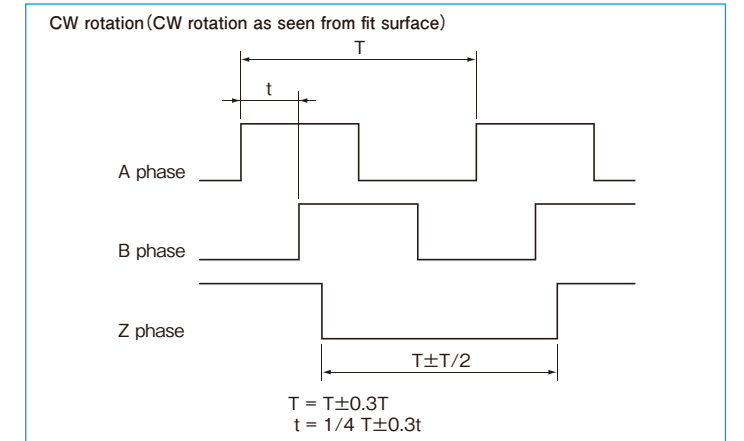 CW rotation(CW rotation as seen from fit surface)
T
t
A phase
B phase
Z phase
T±T/2
T = T±0.3T
t = 1/4 T±0.3t